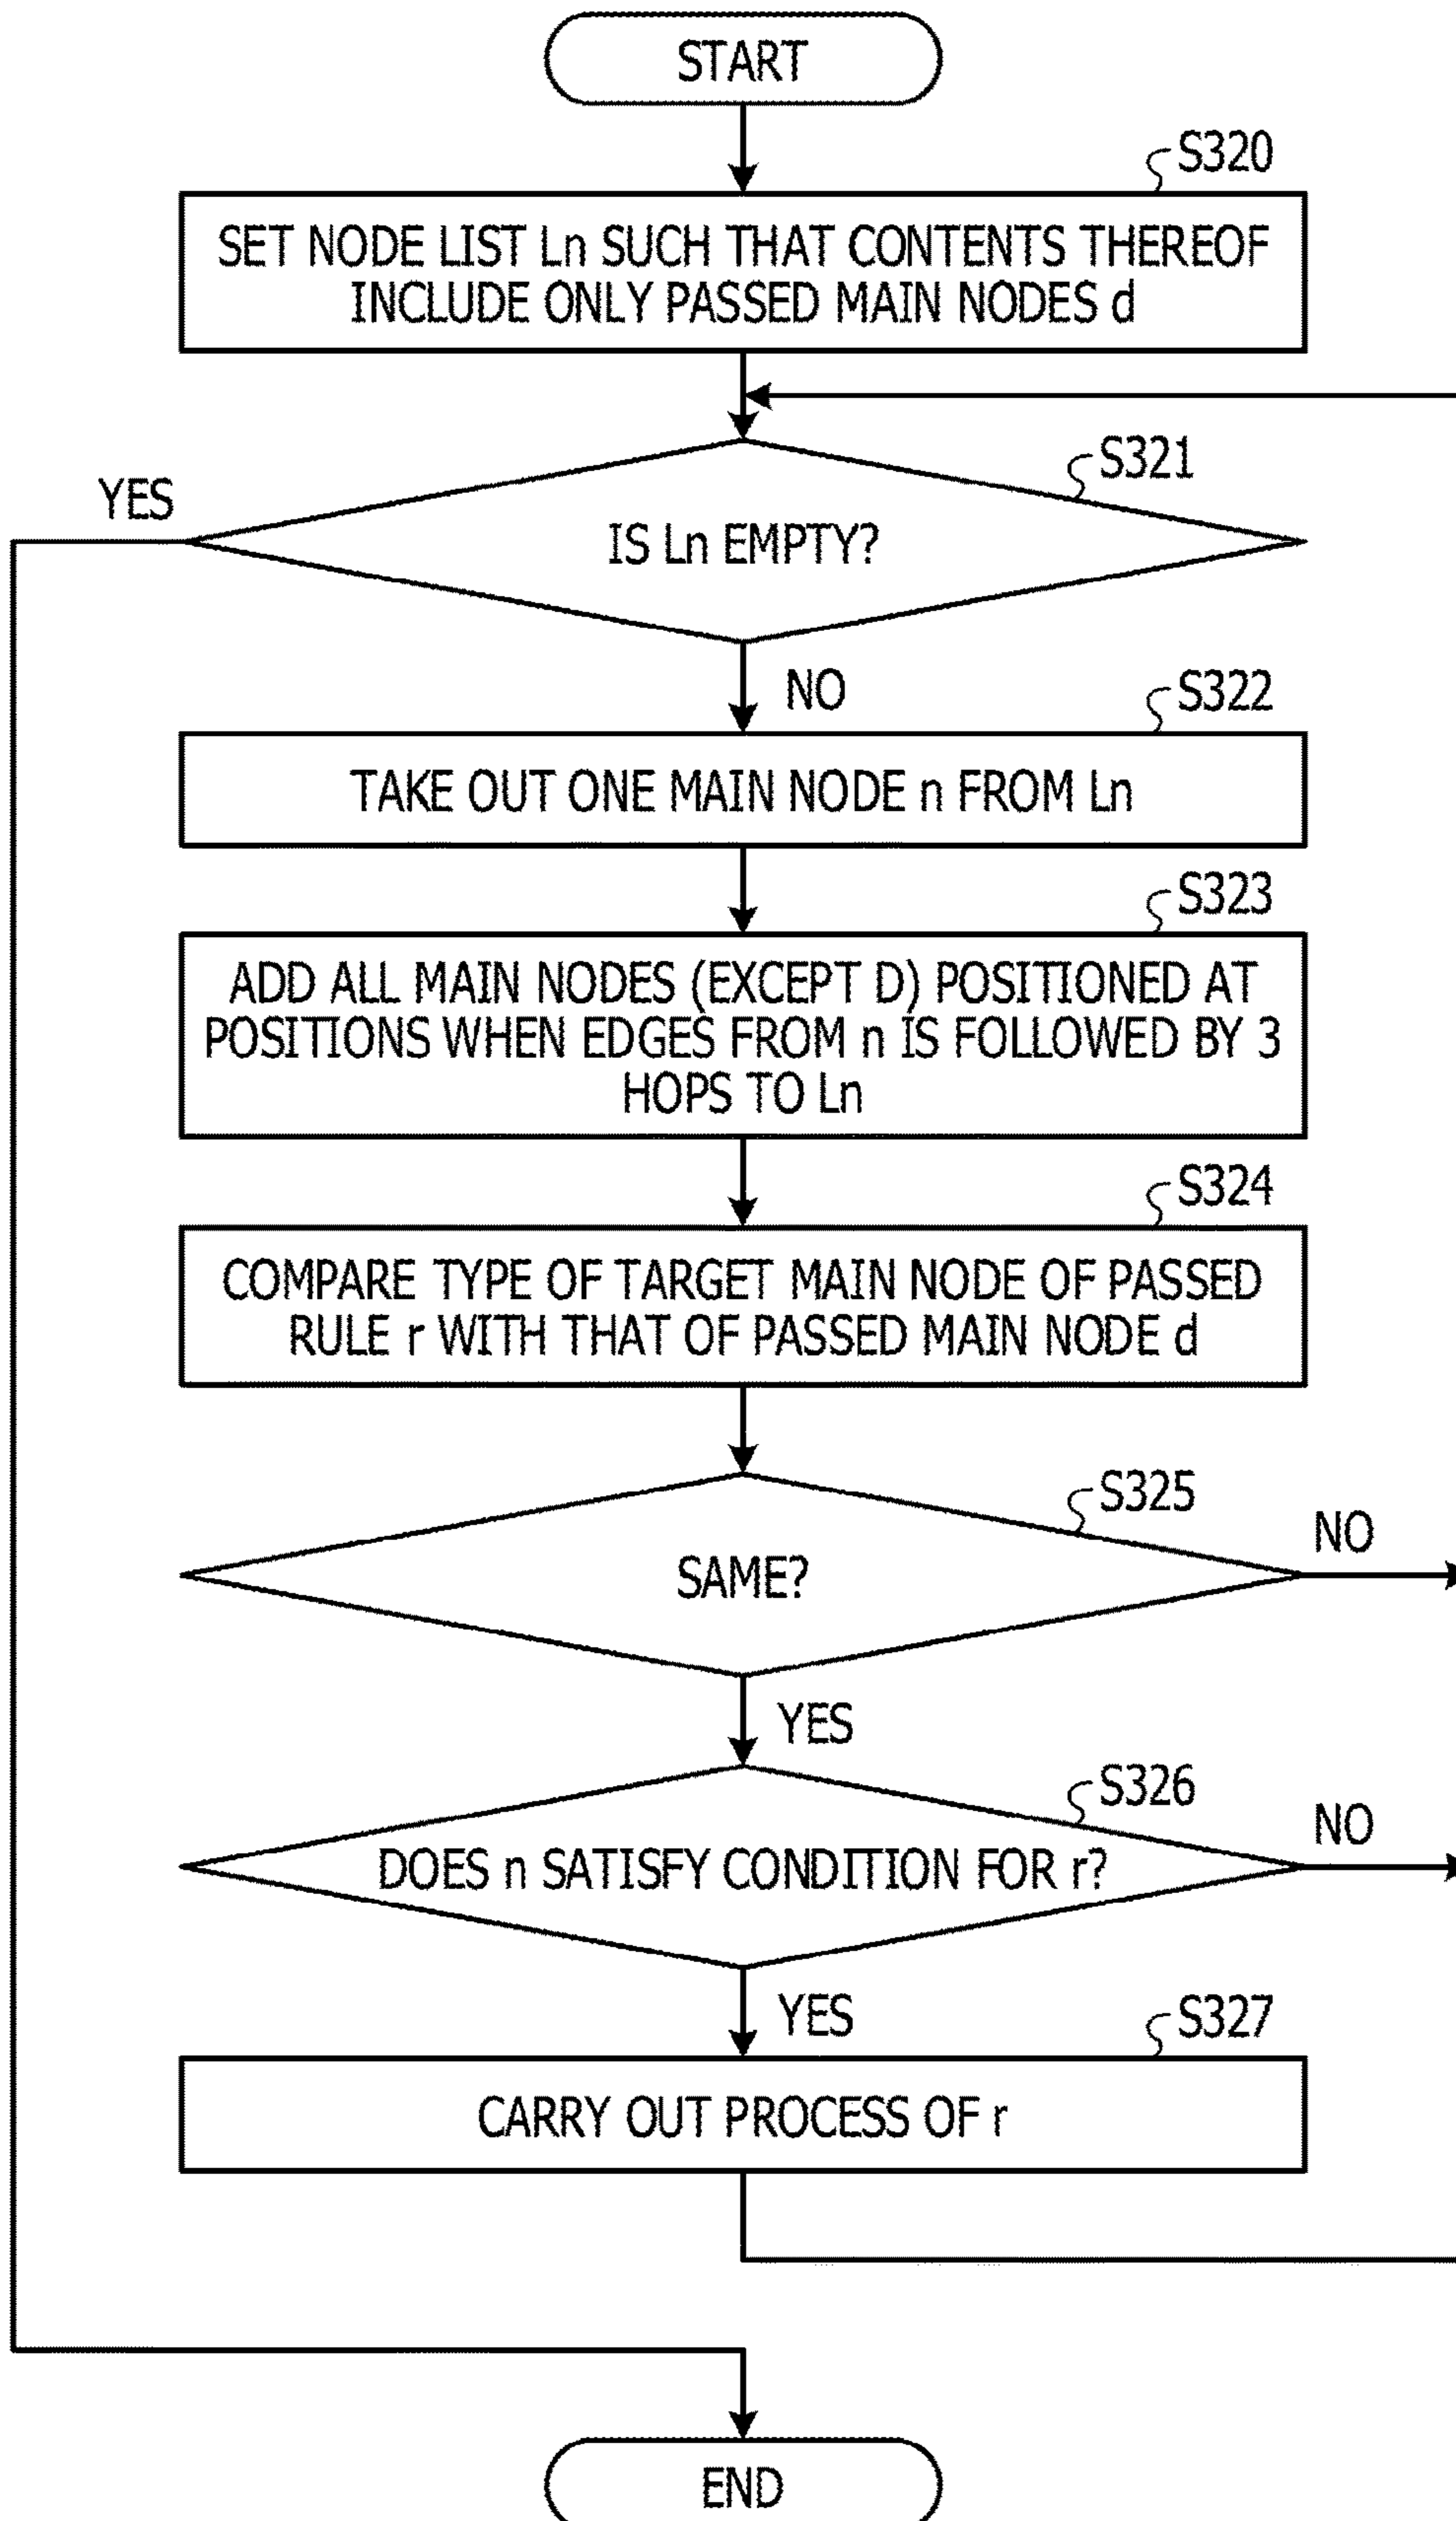 START
S320
SET NODE LIST Ln SUCH THAT CONTENTS THEREOF
INCLUDE ONLY PASSED MAIN NODES d
S321
YES
IS Ln EMPTY?
NO
S322
TAKE OUT ONE MAIN NODE n FROM Ln
S323
ADD ALL MAIN NODES (EXCEPT D) POSITIONED AT
POSITIONS WHEN EDGES FROM n IS FOLLOWED BY 3
HOPS TO Ln
S324
COMPARE TYPE OF TARGET MAIN NODE OF PASSED
RULE r WITH THAT OF PASSED MAIN NODE d
S325
NO
SAME?
YES
S326
NO
DOES n SATISFY CONDITION FOR r?
YES
S327
CARRY OUT PROCESS OF r
END